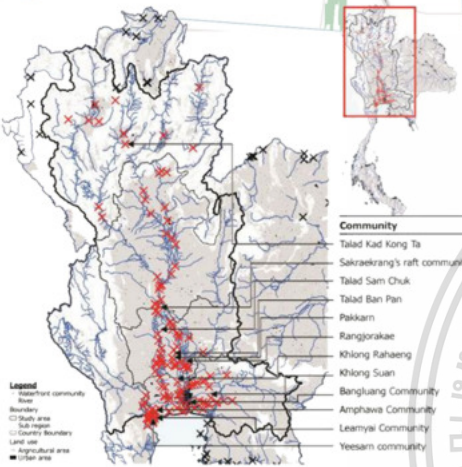 Community
Talad Kad Kong Ta
Sakraekrang's raft communi
Talad Sam Chuk
Talad Ban Pan
Pakkarn
Rangjorakae
Khlong Rahaeng
Khlong Suan
Bangluang Community
Amphawa Community
Leamyai Community
Yeesarn community
Legend
Waterfront community
River
Boundary
Study area
Sub region
Country Boundary
Land use
Angricultural area
Urban area